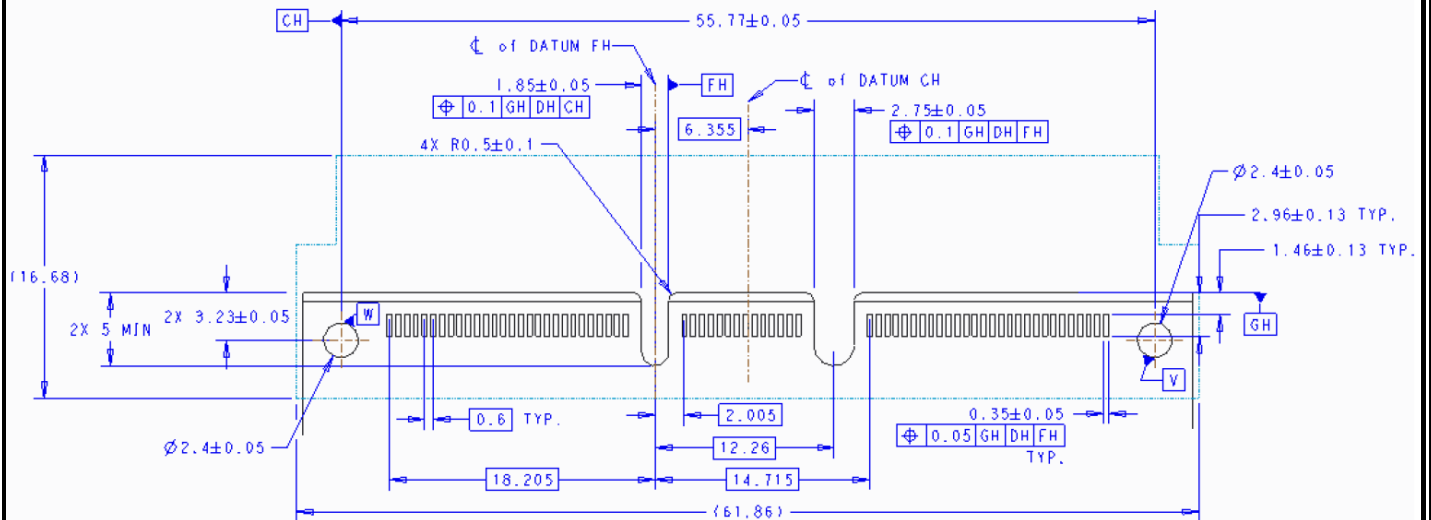 CH
55.77±0.05
℄ of DATUM FH
1.85±0.05
FH
℄ of DATUM CH
⌖ 0.1 GH DH CH
2.75±0.05
6.355
⌖ 0.1 GH DH FH
4X R0.5±0.1
Ø2.4±0.05
2.96±0.13 TYP.
1.46±0.13 TYP.
(16.68)
2X 5 MIN
2X 3.23±0.05
W
GH
V
0.6 TYP.
2.005
0.35±0.05
⌖ 0.05 GH DH FH
TYP.
Ø2.4±0.05
12.26
18.205
14.715
(61.86)